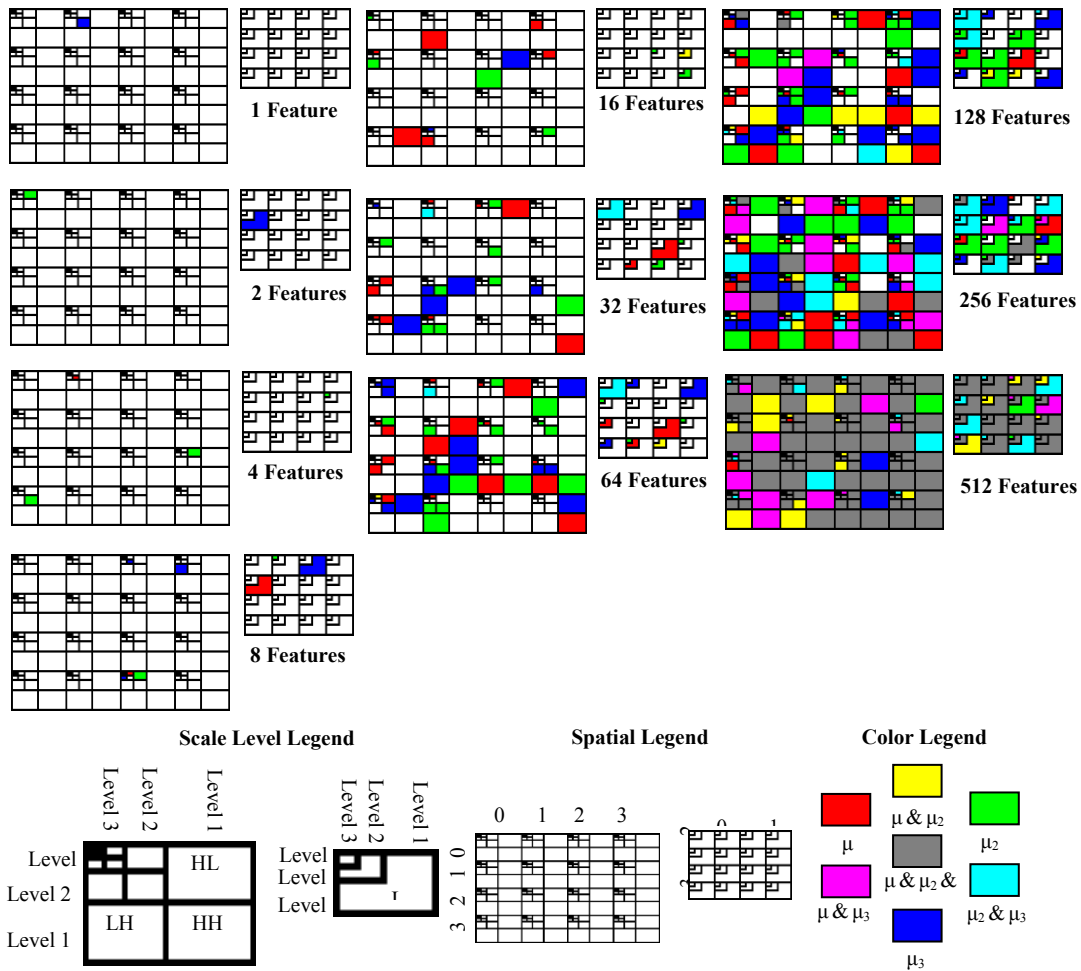 1 Feature
16 Features
128 Features
2 Features
32 Features
256 Features
4 Features
64 Features
512 Features
8 Features
Scale Level Legend
Spatial Legend
Color Legend
Level 3
Level 2
Level 1
Level
Level 2
Level 1
HL
LH
HH
Level 3
Level 2
Level 1
Level
Level
Level
I
0 1 2 3
0
1
2
3
0 1
μ & μ₂
μ
μ₂
μ & μ₂ &
μ & μ₃
μ₂ & μ₃
μ₃